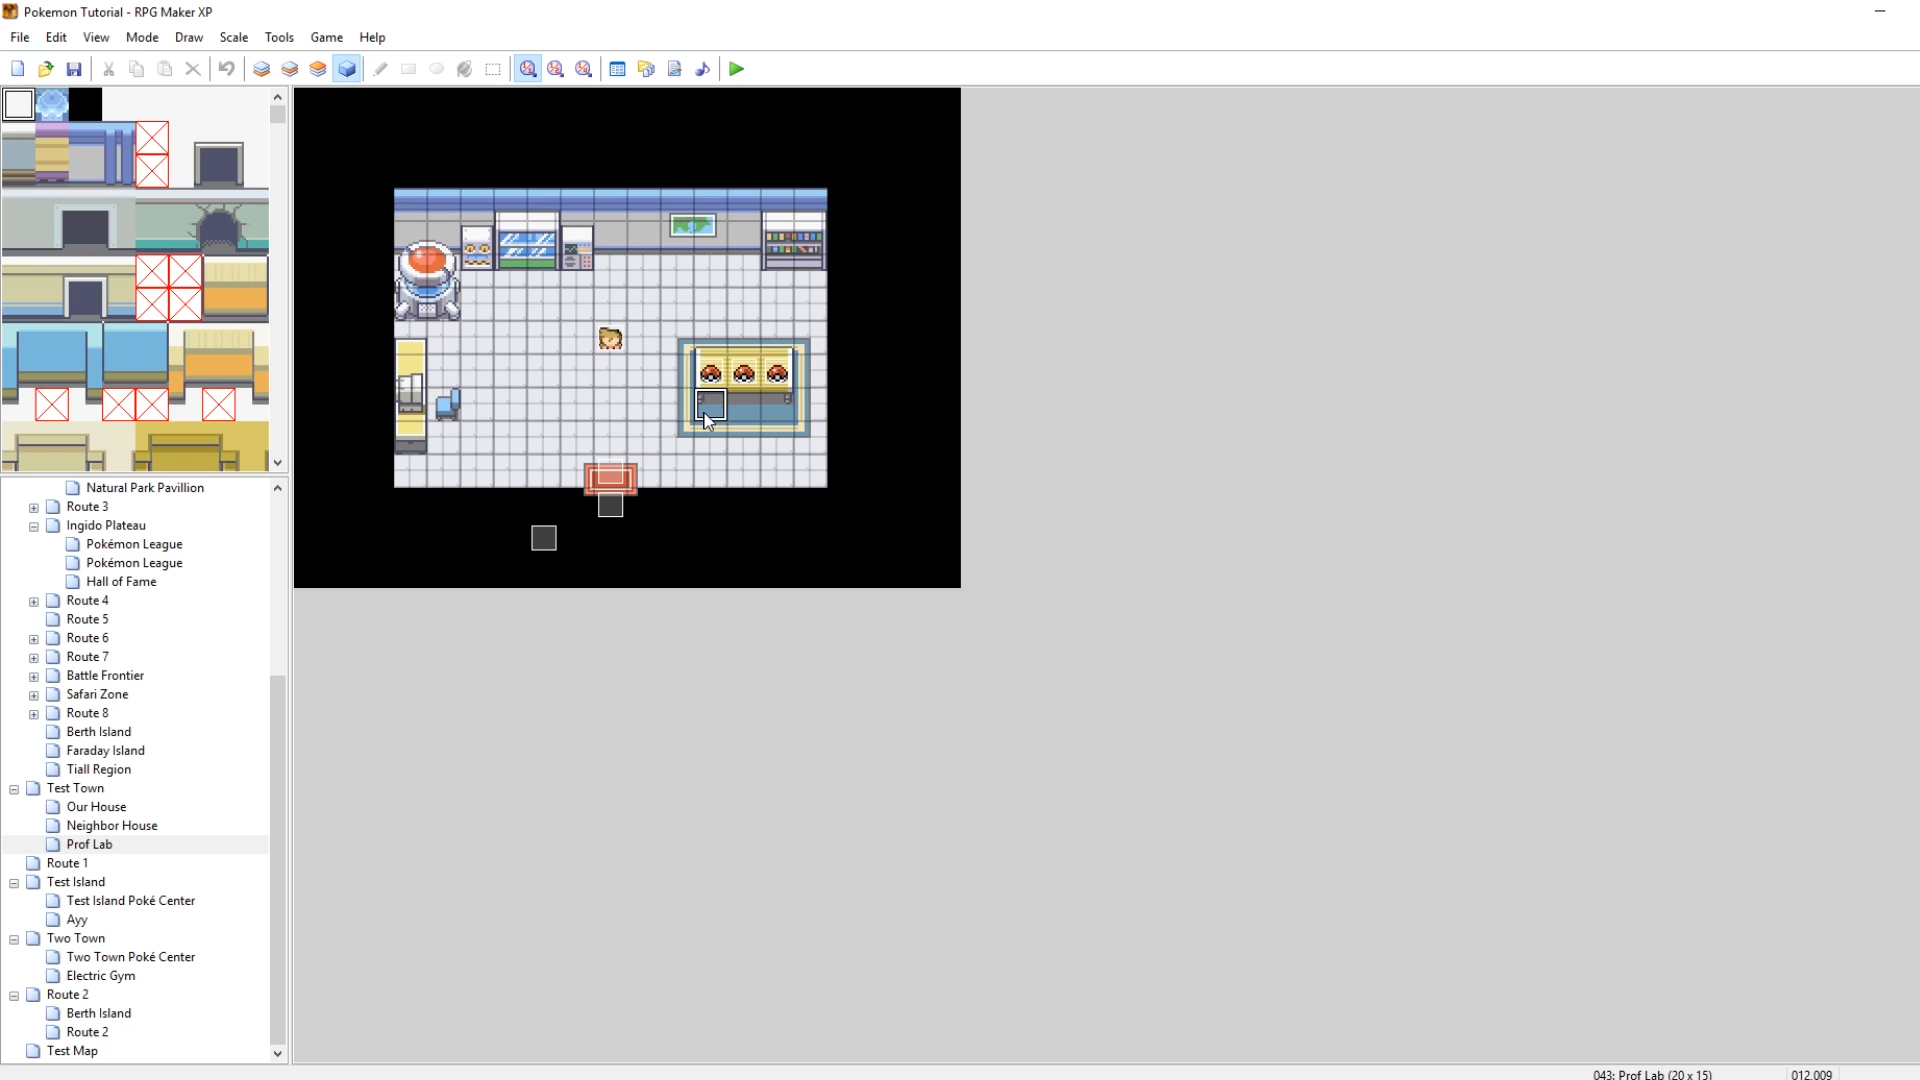 Pokemon Tutorial - RPG Maker XP
File Edit View Mode Draw Scale Tools Game Help
Natural Park Pavillion
Route 3
Ingido Plateau
Pokémon League
Pokémon League
Hall of Fame
Route 4
Route 5
Route 6
Route 7
Battle Frontier
Safari Zone
Route 8
Berth Island
Faraday Island
Tiall Region
Test Town
Our House
Neighbor House
Prof Lab
Route 1
Test Island
Test Island Poké Center
Ayy
Two Town
Two Town Poké Center
Electric Gym
Route 2
Berth Island
Route 2
Test Map
043: Prof Lab (20 x 15) 012.009